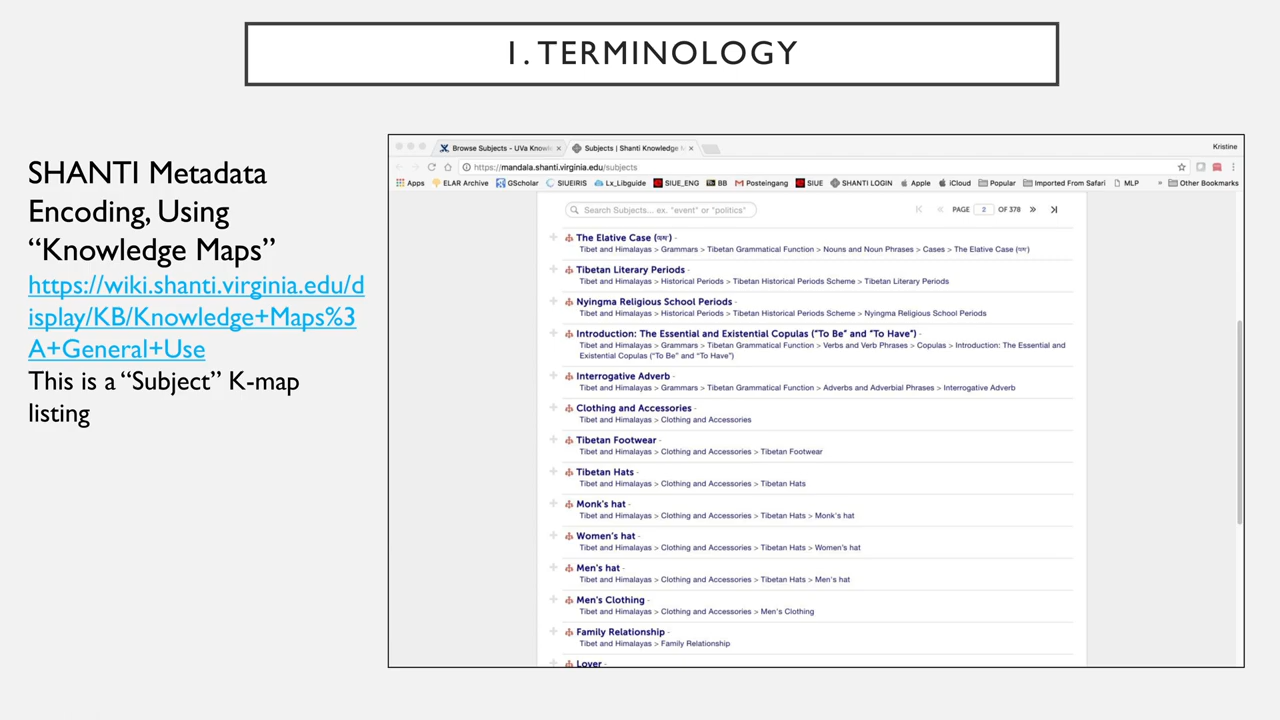 I. TERMINOLOGY
SHANTI Metadata
Encoding, Using
“Knowledge Maps”
https://wiki.shanti.virginia.edu/d
isplay/KB/Knowledge+Maps%3
A+General+Use
This is a “Subject” K-map
listing
Browse Subjects - UVa Knowle
Subjects | Shanti Knowledge M
Kristine
https://mandala.shanti.virginia.edu/subjects
Apps ELAR Archive GScholar SIUEIRIS Lx_Libguide SIUE_ENG BB Posteingang SIUE SHANTI LOGIN Apple iCloud Popular Imported From Safari MLP » Other Bookmarks
Search Subjects... ex. "event" or "politics"
PAGE 2 OF 378
The Elative Case (ལས་) -
Tibet and Himalayas > Grammars > Tibetan Grammatical Function > Nouns and Noun Phrases > Cases > The Elative Case (ལས་)
Tibetan Literary Periods -
Tibet and Himalayas > Historical Periods > Tibetan Historical Periods Scheme > Tibetan Literary Periods
Nyingma Religious School Periods -
Tibet and Himalayas > Historical Periods > Tibetan Historical Periods Scheme > Nyingma Religious School Periods
Introduction: The Essential and Existential Copulas (“To Be” and “To Have”) -
Tibet and Himalayas > Grammars > Tibetan Grammatical Function > Verbs and Verb Phrases > Copulas > Introduction: The Essential and
Existential Copulas (“To Be” and “To Have”)
Interrogative Adverb -
Tibet and Himalayas > Grammars > Tibetan Grammatical Function > Adverbs and Adverbial Phrases > Interrogative Adverb
Clothing and Accessories -
Tibet and Himalayas > Clothing and Accessories
Tibetan Footwear -
Tibet and Himalayas > Clothing and Accessories > Tibetan Footwear
Tibetan Hats -
Tibet and Himalayas > Clothing and Accessories > Tibetan Hats
Monk's hat -
Tibet and Himalayas > Clothing and Accessories > Tibetan Hats > Monk's hat
Women's hat -
Tibet and Himalayas > Clothing and Accessories > Tibetan Hats > Women's hat
Men's hat -
Tibet and Himalayas > Clothing and Accessories > Tibetan Hats > Men's hat
Men's Clothing -
Tibet and Himalayas > Clothing and Accessories > Men's Clothing
Family Relationship -
Tibet and Himalayas > Family Relationship
Lover -